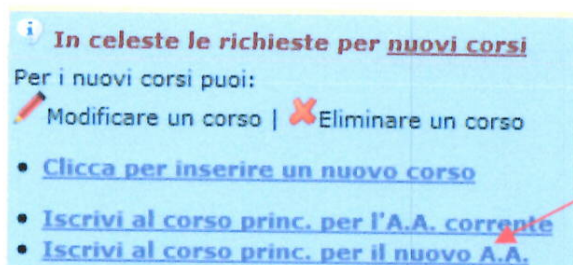 In celeste le richieste per nuovi corsi
Per i nuovi corsi puoi:
Modificare un corso | Eliminare un corso
• Clicca per inserire un nuovo corso
• Iscrivi al corso princ. per l'A.A. corrente
• Iscrivi al corso princ. per il nuovo A.A.